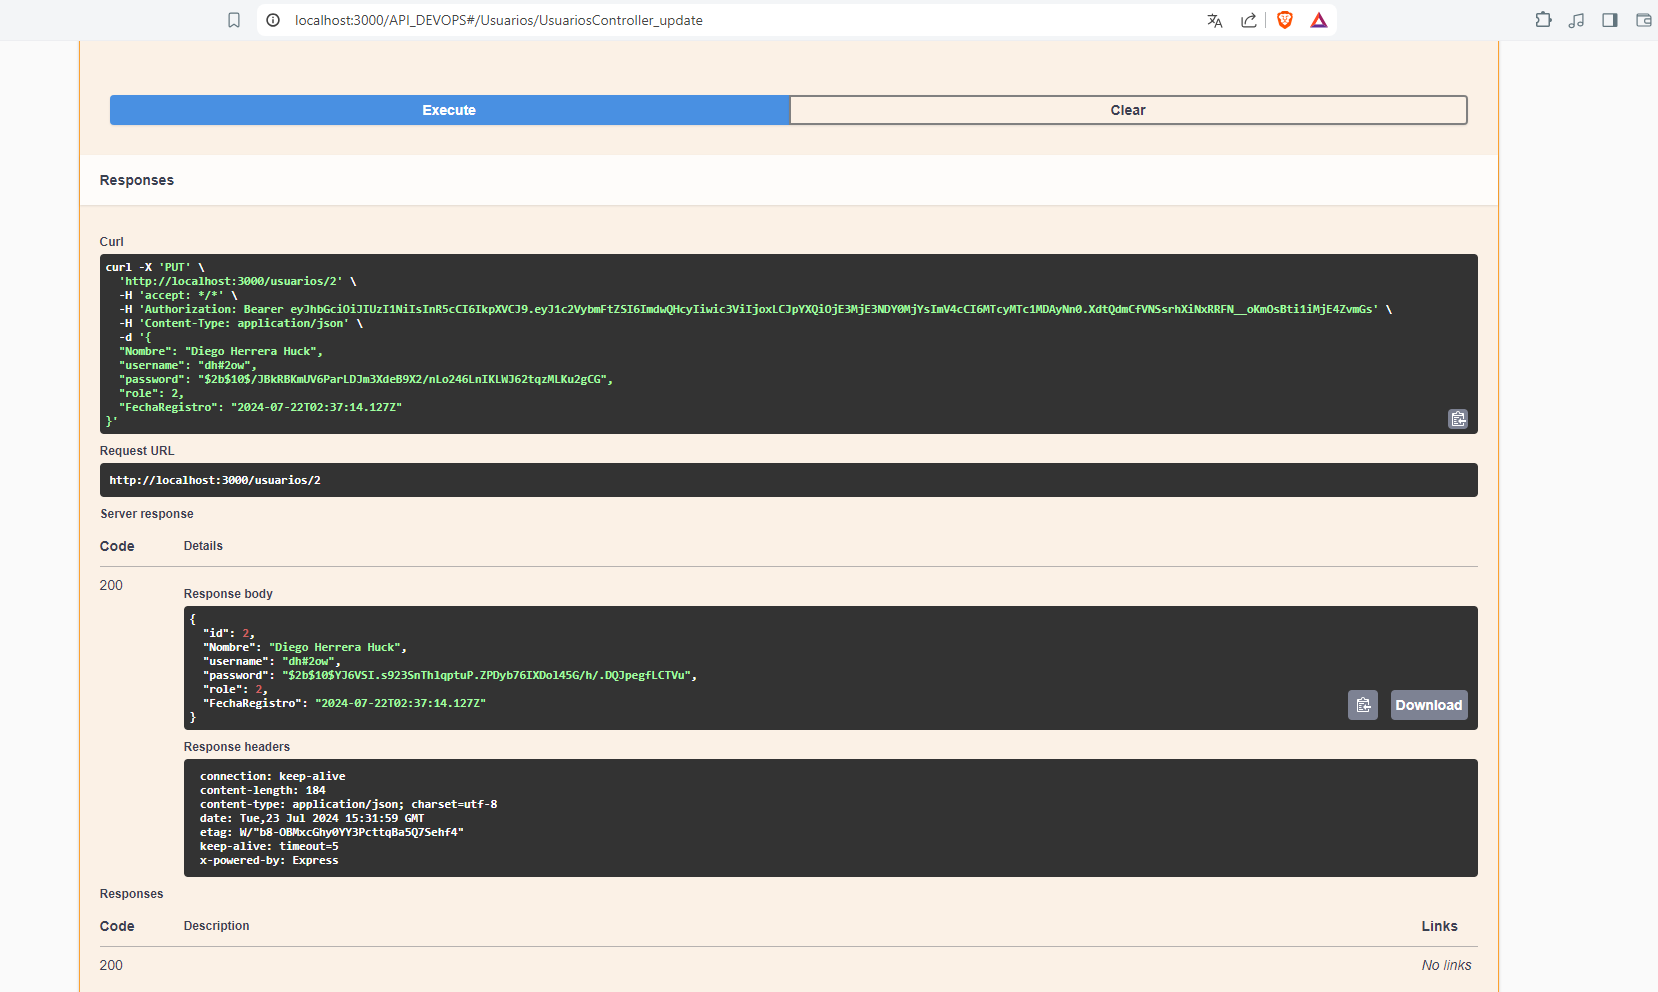 localhost:3000/API_DEVOPS#/Usuarios/UsuariosController_update
Execute
Clear
Responses
Curl
curl -X 'PUT' \
'http://localhost:3000/usuarios/2' \
-H 'accept: */*' \
-H 'Authorization: Bearer eyJhbGciOiJIUzI1NiIsInR5cCI6IkpXVCJ9.eyJ1c2VybmFtZSI6ImdwQHcyIiwic3ViIjoxLCJpYXQiOjE3MjE3NDY0MjYsImV4cCI6MTcyMTc1MDAyNn0.XdtQdmCfVNSsrhXiNxRRFN__oKmOsBti1iMjE4ZvmGs' \
-H 'Content-Type: application/json' \
-d '{
"Nombre": "Diego Herrera Huck",
"username": "dh#2ow",
"password": "$2b$10$/JBkRBKmUV6ParLDJm3XdeB9X2/nLo246LnIKLWJ62tqzMLKu2gCG",
"role": 2,
"FechaRegistro": "2024-07-22T02:37:14.127Z"
}'
Request URL
http://localhost:3000/usuarios/2
Server response
Code Details
200
Response body
{
"id": 2,
"Nombre": "Diego Herrera Huck",
"username": "dh#2ow",
"password": "$2b$10$YJ6VSI.s923SnThlqptuP.ZPDyb76IXDol45G/h/.DQJpegfLCTVu",
"role": 2,
"FechaRegistro": "2024-07-22T02:37:14.127Z"
}
Download
Response headers
connection: keep-alive
content-length: 184
content-type: application/json; charset=utf-8
date: Tue,23 Jul 2024 15:31:59 GMT
etag: W/"b8-OBMxcGhy0YY3PcttqBa5Q7Sehf4"
keep-alive: timeout=5
x-powered-by: Express
Responses
Code Description Links
200 No links